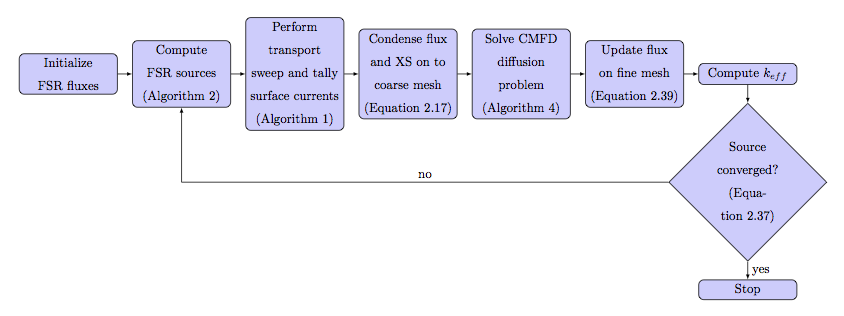 Initialize
FSR fluxes
Compute
FSR sources
(Algorithm 2)
Perform
transport
sweep and tally
surface currents
(Algorithm 1)
Condense flux
and XS on to
coarse mesh
(Equation 2.17)
Solve CMFD
diffusion
problem
(Algorithm 4)
Update flux
on fine mesh
(Equation 2.39)
Compute k_{eff}
Source
converged?
(Equa-
tion 2.37)
no
yes
Stop